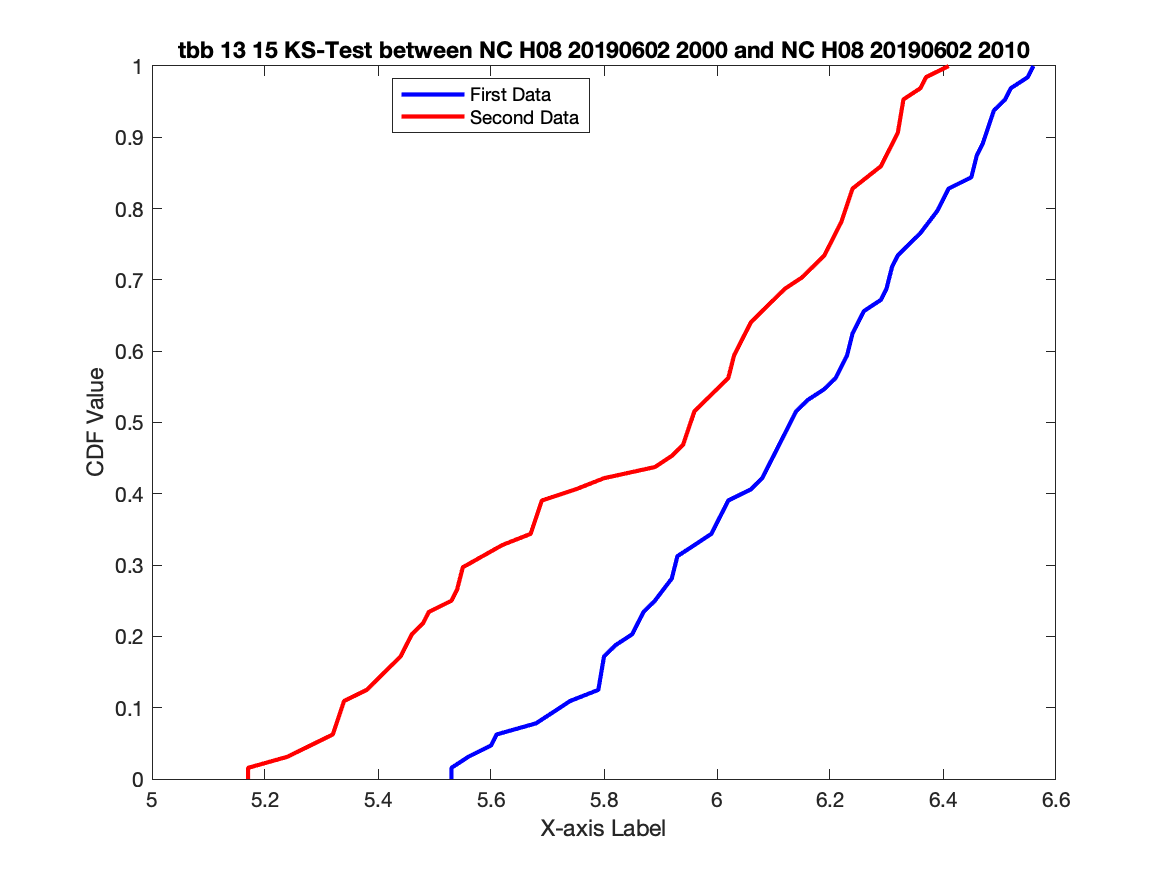 tbb 13 15 KS-Test between NC H08 20190602 2000 and NC H08 20190602 2010
First Data
Second Data
CDF Value
1
0.9
0.8
0.7
0.6
0.5
0.4
0.3
0.2
0.1
0
5 5.2 5.4 5.6 5.8 6 6.2 6.4 6.6
X-axis Label